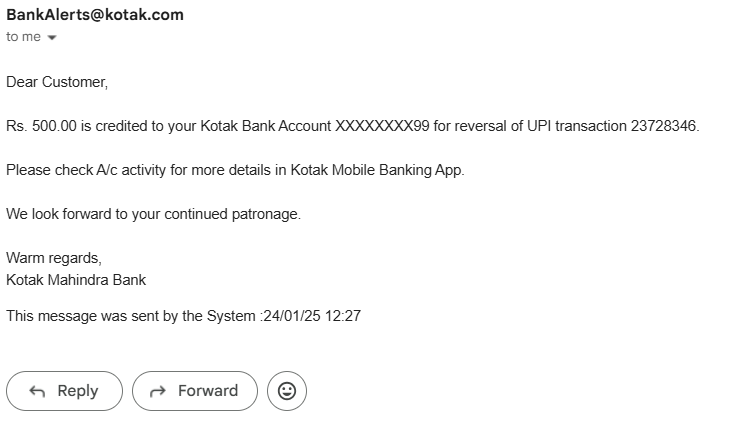 BankAlerts@kotak.com
to me
Dear Customer,
Rs. 500.00 is credited to your Kotak Bank Account XXXXXXXX99 for reversal of UPI transaction 23728346.
Please check A/c activity for more details in Kotak Mobile Banking App.
We look forward to your continued patronage.
Warm regards,
Kotak Mahindra Bank
This message was sent by the System :24/01/25 12:27
Reply
Forward